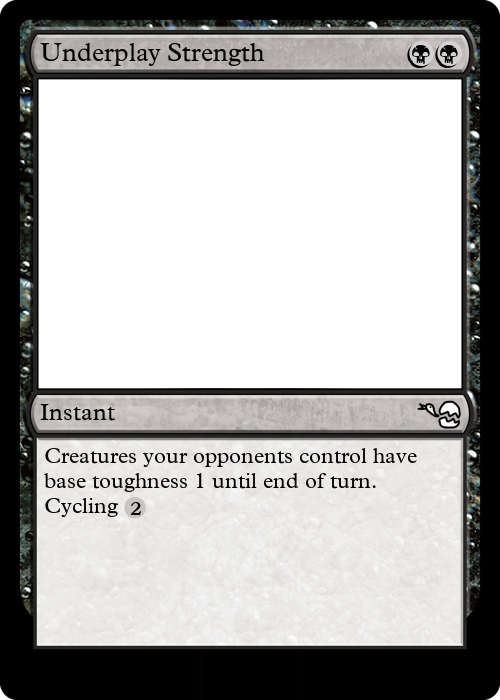 Underplay Strength
Instant
Creatures your opponents control have
base toughness 1 until end of turn.
Cycling 2